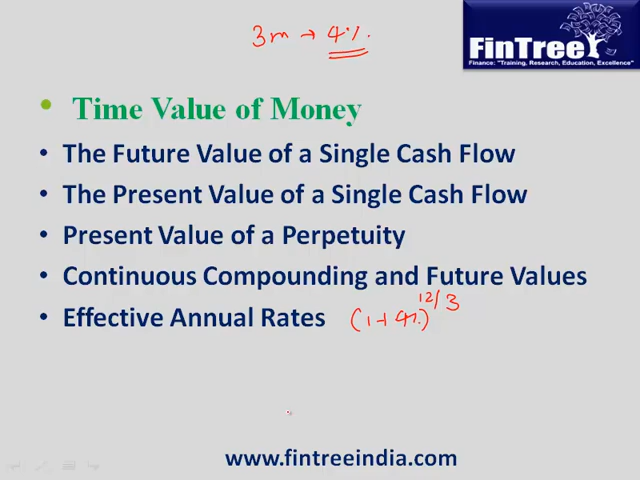 3m → 4%.
FinTree
Finance: "Training, Research, Education, Excellence"
• Time Value of Money
• The Future Value of a Single Cash Flow
• The Present Value of a Single Cash Flow
• Present Value of a Perpetuity
• Continuous Compounding and Future Values
• Effective Annual Rates (1+4%)^12/3
www.fintreeindia.com